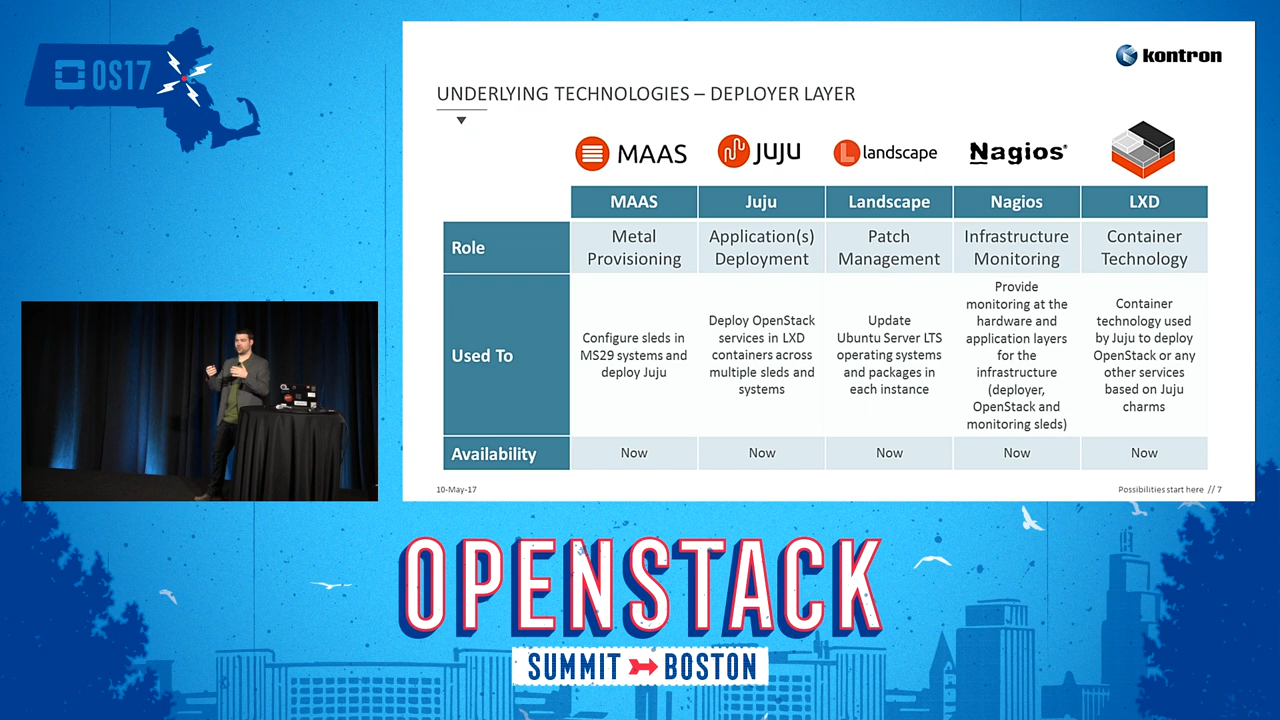 OS17
kontron
UNDERLYING TECHNOLOGIES – DEPLOYER LAYER
MAAS
juju
landscape
Nagios®
MAAS
Juju
Landscape
Nagios
LXD
Role
Metal
Provisioning
Application(s)
Deployment
Patch
Management
Infrastructure
Monitoring
Container
Technology
Used To
Configure sleds in
MS29 systems and
deploy Juju
Deploy OpenStack
services in LXD
containers across
multiple sleds and
systems
Update
Ubuntu Server LTS
operating systems
and packages in
each instance
Provide
monitoring at the
hardware and
application layers
for the
infrastructure
(deployer,
OpenStack and
monitoring sleds)
Container
technology used
by Juju to deploy
OpenStack or any
other services
based on Juju
charms
Availability
Now
Now
Now
Now
Now
10-May-17
Possibilities start here // 7
OPENSTACK
SUMMIT BOSTON